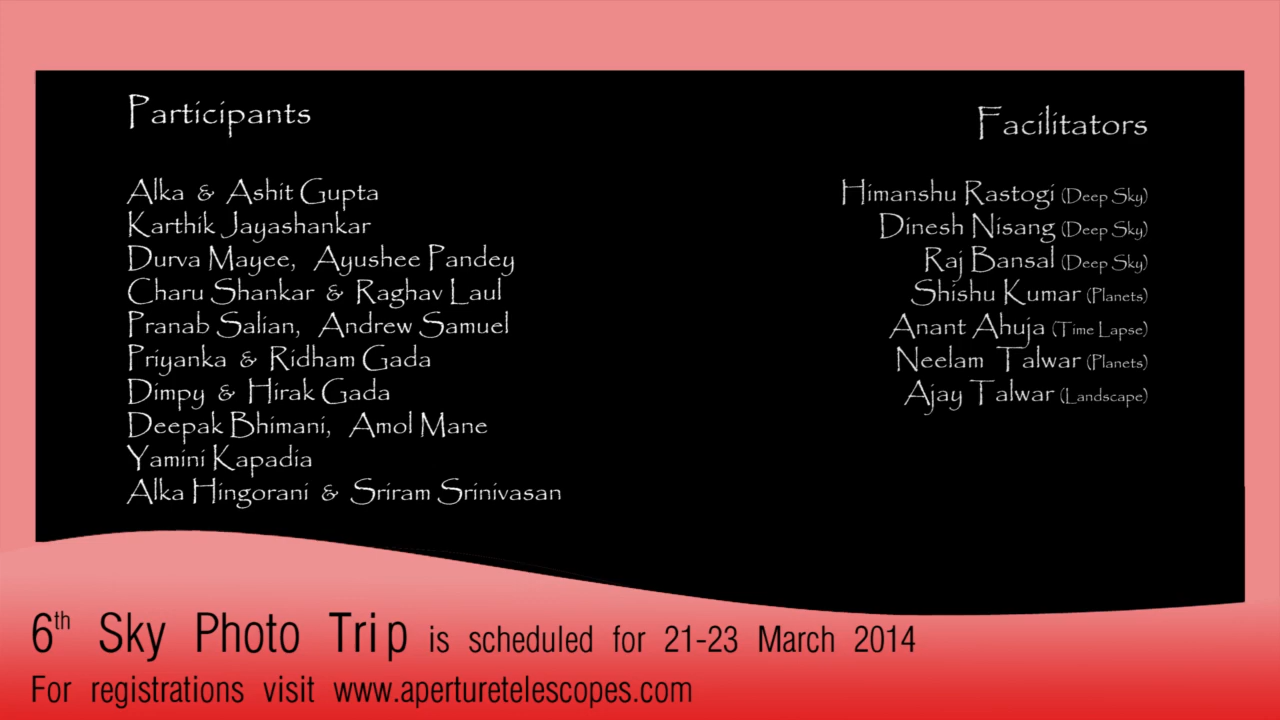 Participants
Alka & Ashit Gupta
Karthik Jayashankar
Durva Mayee, Ayushee Pandey
Charu Shankar & Raghav Laul
Pranab Salian, Andrew Samuel
Priyanka & Ridham Gada
Dimpy & Hirak Gada
Deepak Bhimani, Amol Mane
Yamini Kapadia
Alka Hingorani & Sriram Srinivasan
Facilitators
Himanshu Rastogi (Deep Sky)
Dinesh Nisang (Deep Sky)
Raj Bansal (Deep Sky)
Shishu Kumar (Planets)
Anant Ahuja (Time Lapse)
Neelam Talwar (Planets)
Ajay Talwar (Landscape)
6th Sky Photo Trip is scheduled for 21-23 March 2014
For registrations visit www.aperturetelescopes.com